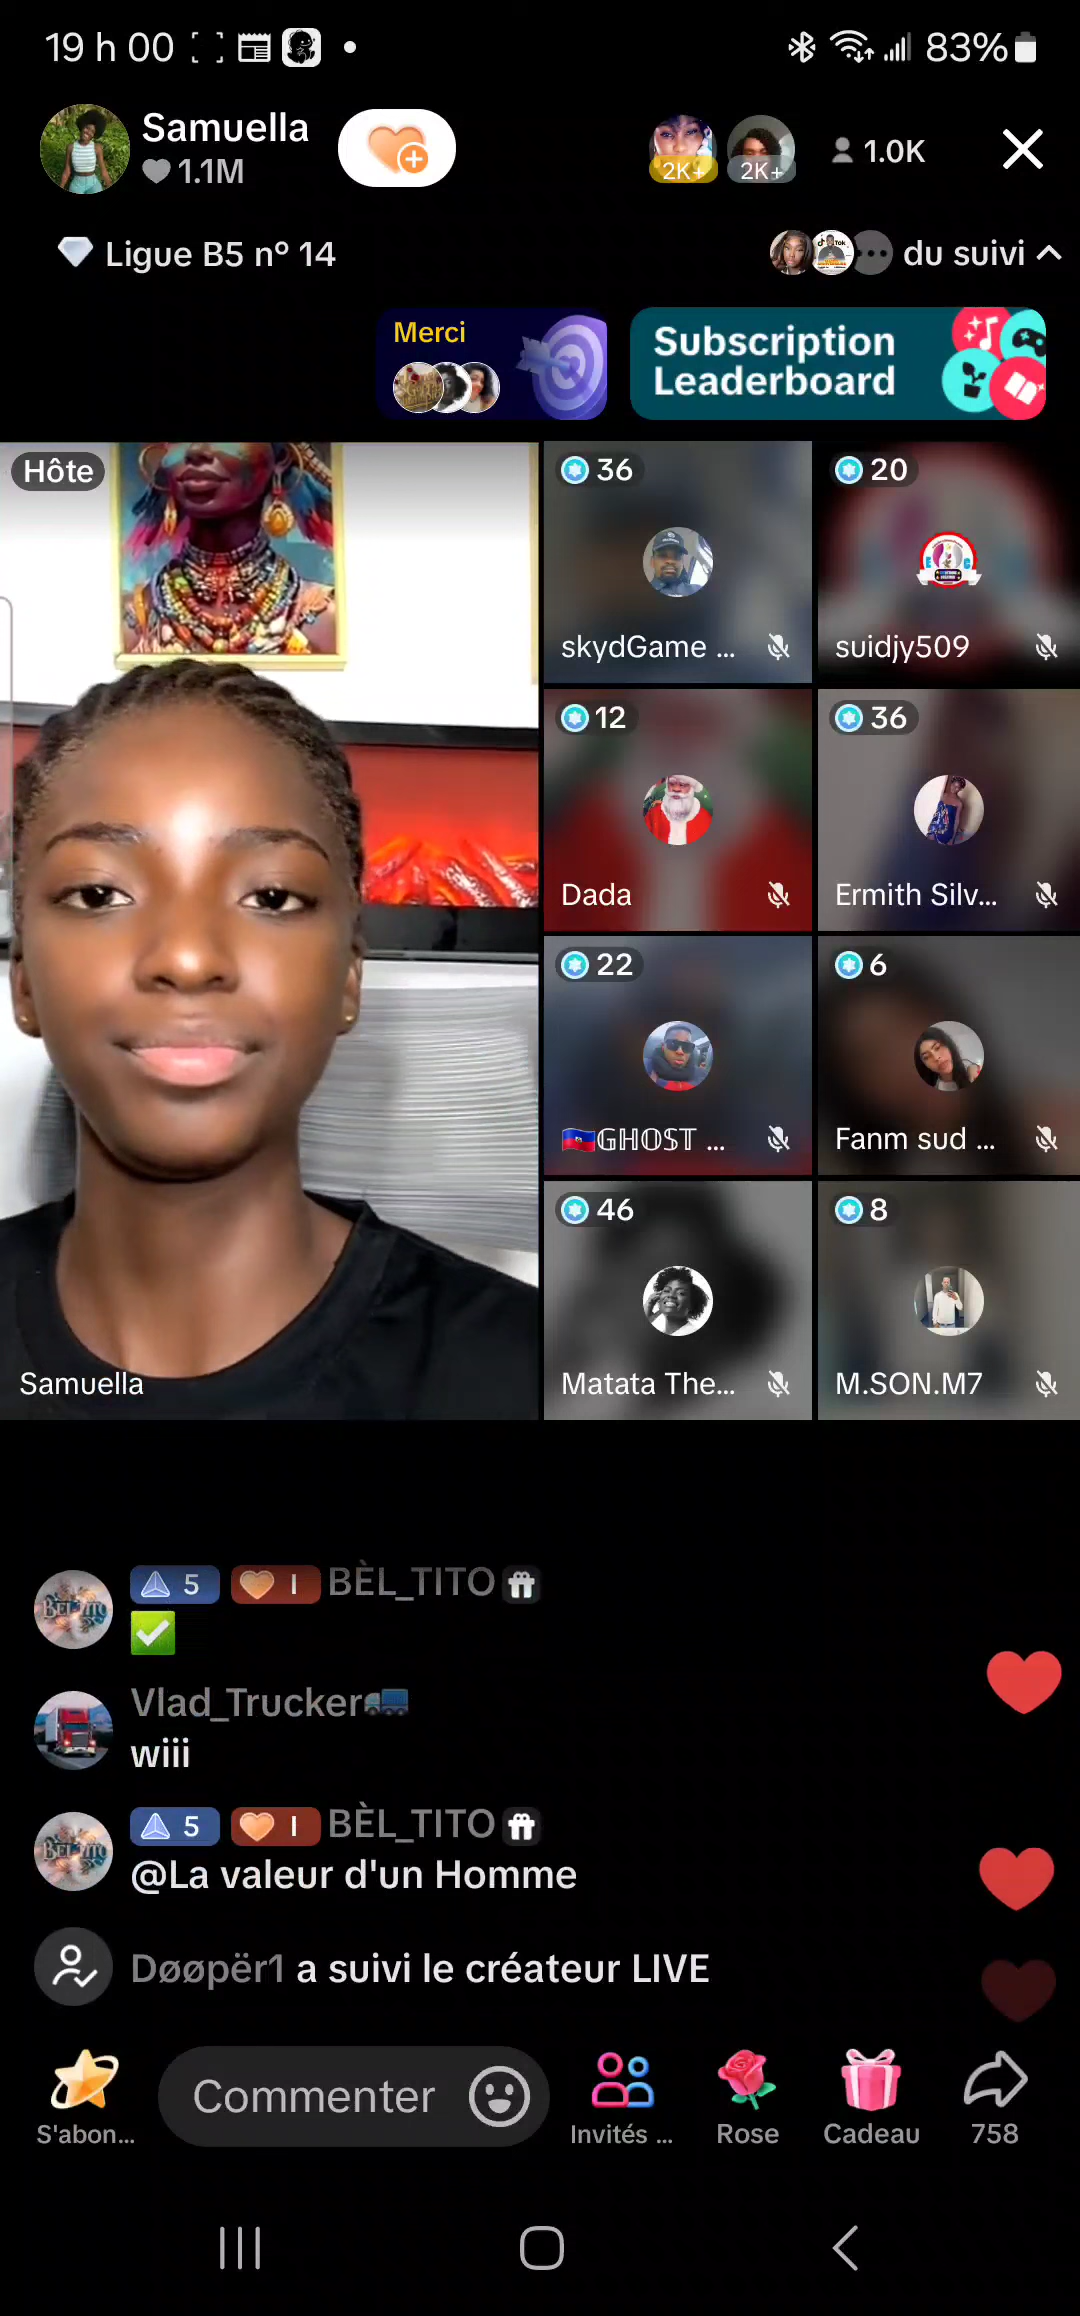 19 h 00
83%
Samuella
1.1M
2K+
2K+
1.0K
Ligue B5 nº 14
du suivi
Merci
Subscription
Leaderboard
Hôte
36
20
skydGame ...
suidjy509
12
36
Dada
Ermith Silv...
22
6
🇭🇹𝔾ℍ𝕆𝕊𝕋 ...
Fanm sud ...
46
8
Samuella
Matata The...
M.SON.M7
5 I BÈL_TITO
✅
Vlad_Trucker🚛
wiii
5 I BÈL_TITO
@La valeur d'un Homme
Døøpër1 a suivi le créateur LIVE
Commenter
S'abon...
Invités ...
Rose
Cadeau
758